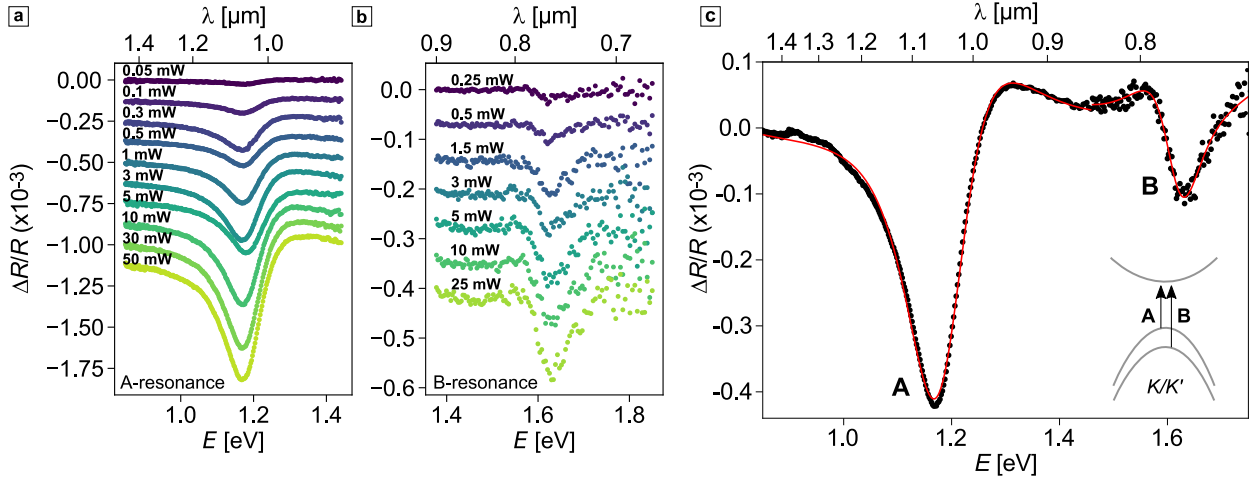 a
λ [μm]
1.4 1.2 1.0
0.05 mW
0.1 mW
0.3 mW
0.5 mW
1 mW
3 mW
5 mW
10 mW
30 mW
50 mW
0.00
−0.25
−0.50
−0.75
−1.00
−1.25
−1.50
−1.75
ΔR/R (x10-3)
A-resonance
1.0 1.2 1.4
E [eV]
b
λ [μm]
0.9 0.8 0.7
0.25 mW
0.5 mW
1.5 mW
3 mW
5 mW
10 mW
25 mW
0.0
−0.1
−0.2
−0.3
−0.4
−0.5
−0.6
B-resonance
1.4 1.6 1.8
E [eV]
c
λ [μm]
1.4 1.3 1.2 1.1 1.0 0.9 0.8
0.1
0.0
−0.1
−0.2
−0.3
−0.4
ΔR/R (x10-3)
A
B
A B
K/K'
1.0 1.2 1.4 1.6
E [eV]